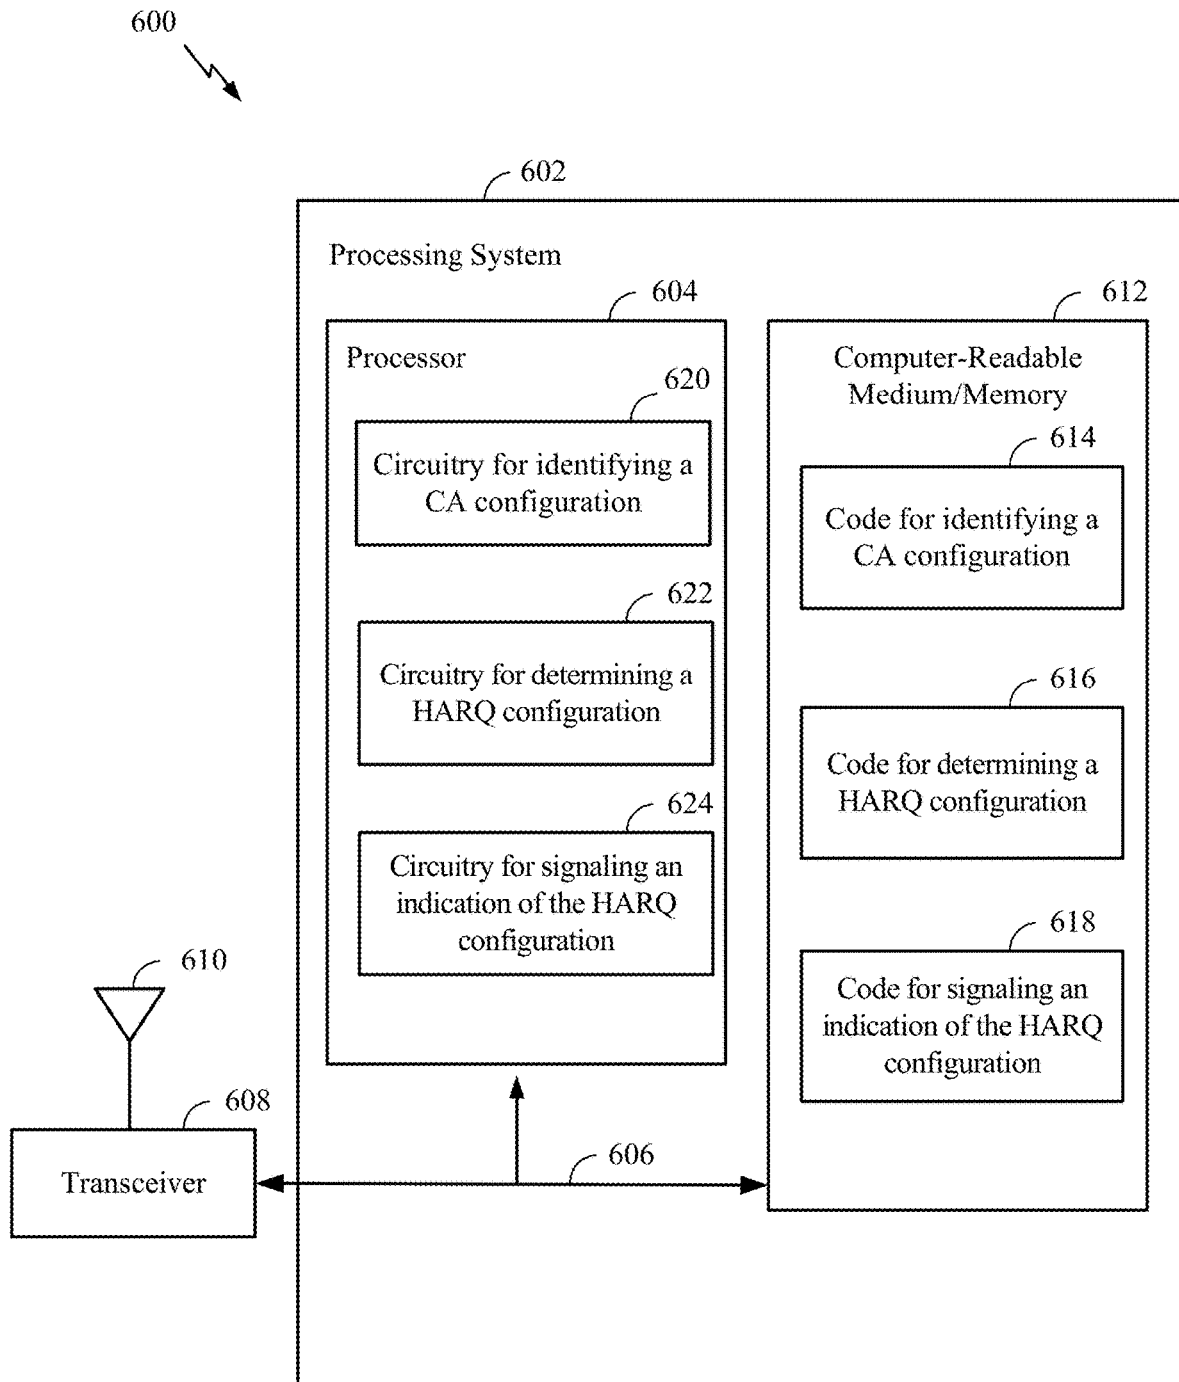 600
602
Processing System
604
Processor
620
Circuitry for identifying a
CA configuration
622
Circuitry for determining a
HARQ configuration
624
Circuitry for signaling an
indication of the HARQ
configuration
612
Computer-Readable
Medium/Memory
614
Code for identifying a
CA configuration
616
Code for determining a
HARQ configuration
618
Code for signaling an
indication of the HARQ
configuration
610
608
Transceiver
606